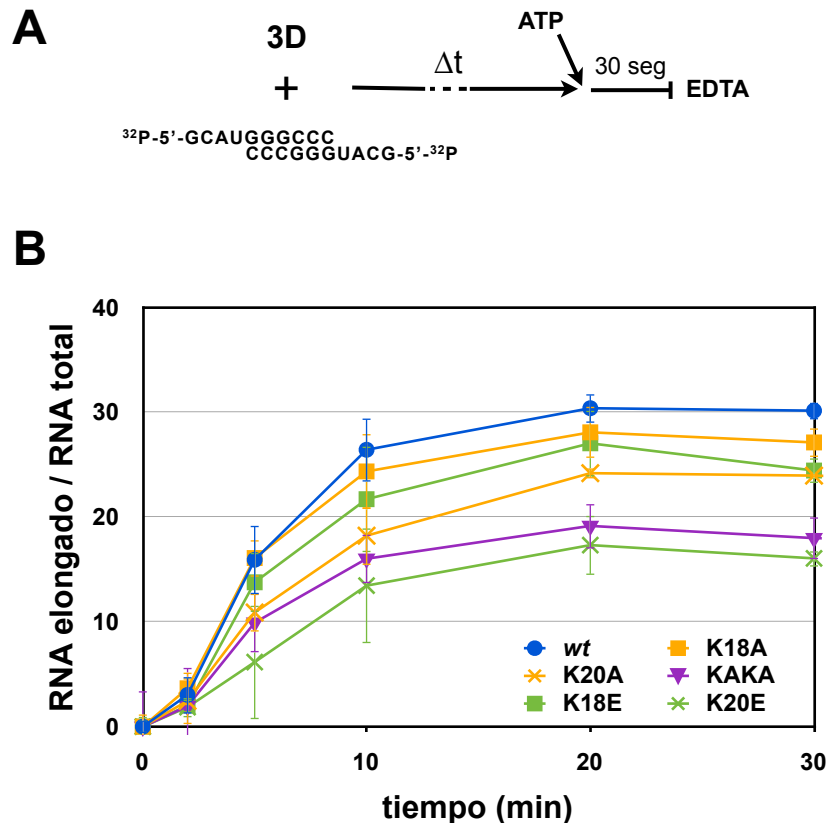 A
3D
+
Δt
ATP
30 seg
EDTA
³²P-5’-GCAUGGGCCC
CCCGGGUACG-5’-³²P
B
RNA elongado / RNA total
40
30
20
10
0
wt
K18A
K20A
KAKA
K18E
K20E
0
10
20
30
tiempo (min)